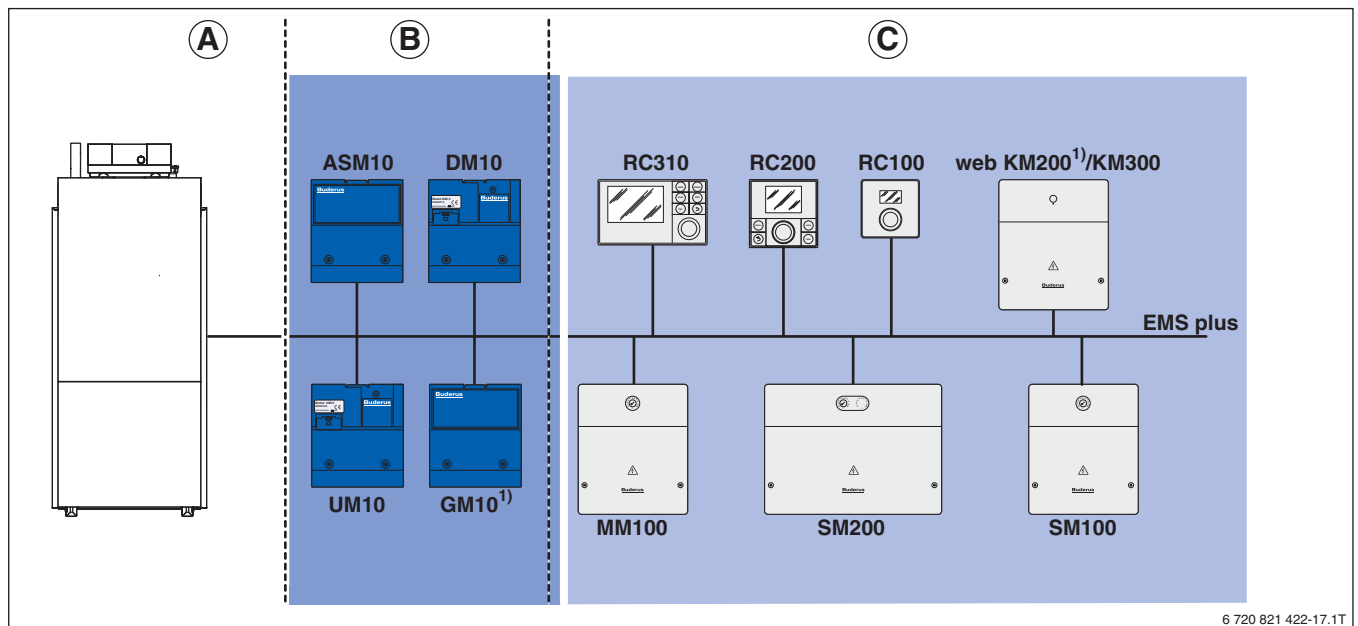 A
B
C
ASM10
DM10
RC310
RC200
RC100
web KM200¹⁾/KM300
Buderus
Buderus
Buderus
EMS plus
Buderus
Buderus
Buderus
Buderus
Buderus
UM10
GM10¹⁾
MM100
SM200
SM100
6 720 821 422-17.1T